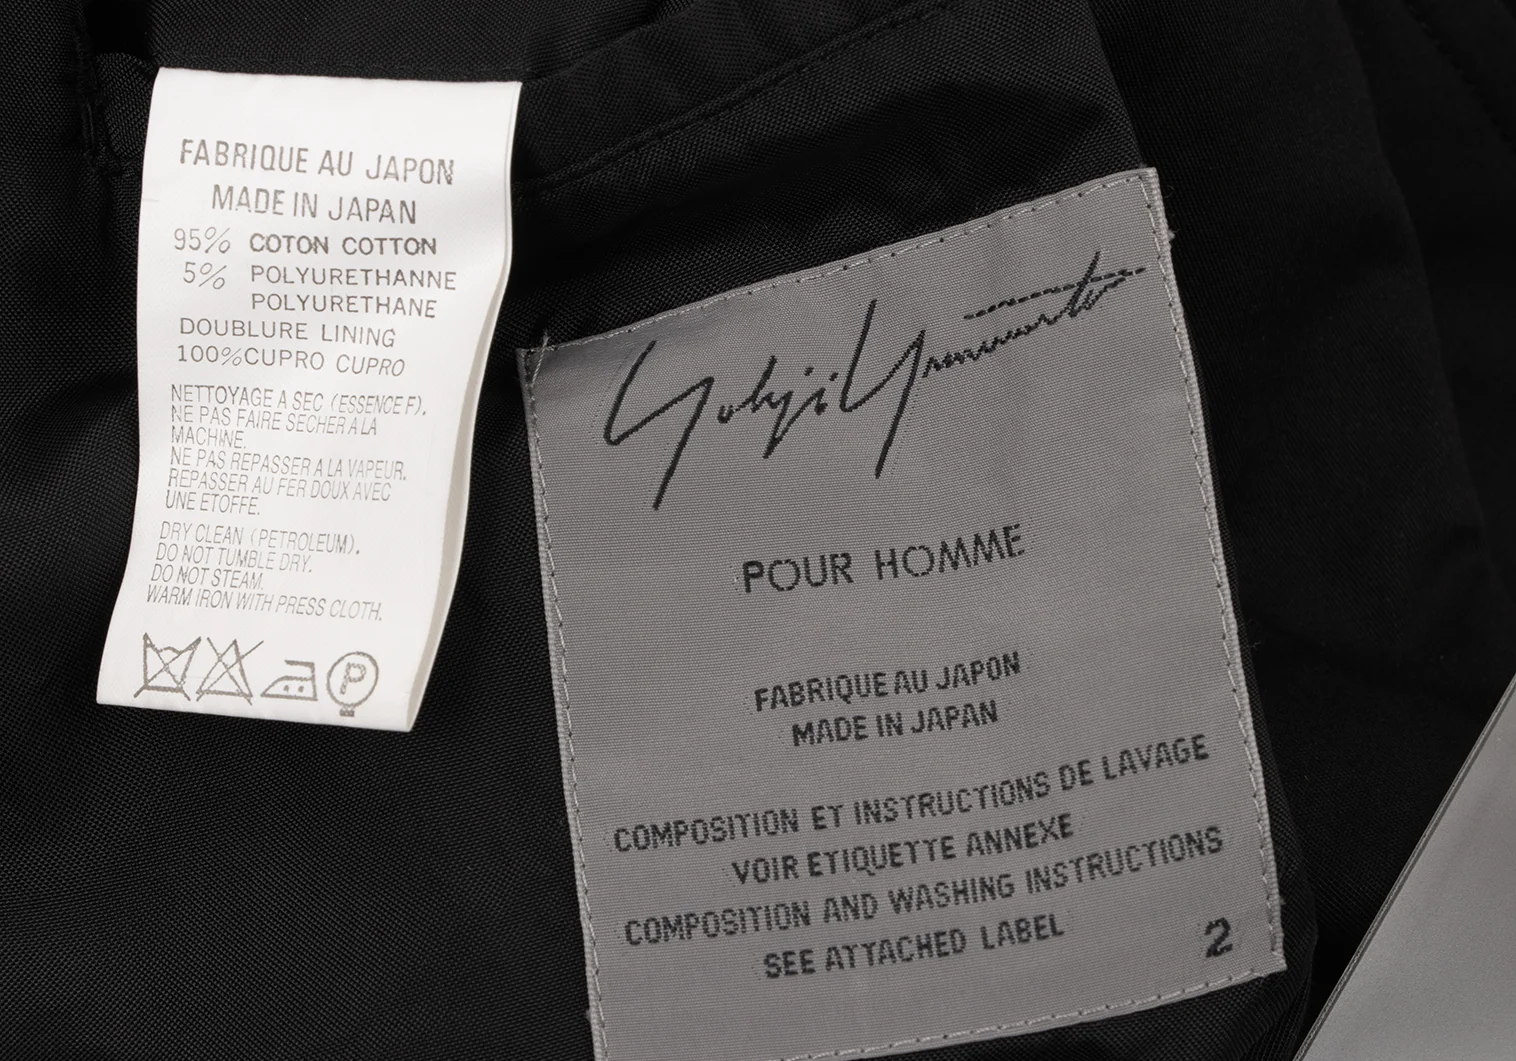 FABRIQUE AU JAPON
MADE IN JAPAN
95% COTON COTTON
5% POLYURETHANNE
POLYURETHANE
DOUBLURE LINING
100%CUPRO CUPRO
NETTOYAGE A SEC (ESSENCE F).
NE PAS FAIRE SECHER A LA
MACHINE.
NE PAS REPASSER A LA VAPEUR.
REPASSER AU FER DOUX AVEC
UNE ETOFFE.
DRY CLEAN (PETROLEUM).
DO NOT TUMBLE DRY.
DO NOT STEAM.
WARM IRON WITH PRESS CLOTH.
P
Yohji Yamamoto
POUR HOMME
FABRIQUE AU JAPON
MADE IN JAPAN
COMPOSITION ET INSTRUCTIONS DE LAVAGE
VOIR ETIQUETTE ANNEXE
COMPOSITION AND WASHING INSTRUCTIONS
SEE ATTACHED LABEL
2